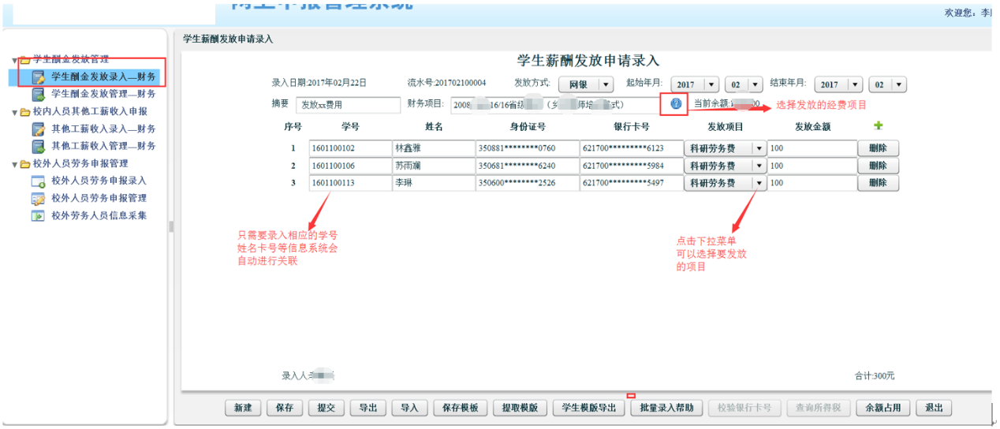 网上申报管理系统
欢迎您：李
学生薪酬发放申请录入
学生酬金发放管理
学生酬金发放录入—财务
学生酬金发放管理—财务
校内人员其他工薪收入申报
其他工薪收入录入—财务
其他工薪收入管理—财务
校外人员劳务申报管理
校外人员劳务申报录入
校外人员劳务申报管理
校外劳务人员信息采集
学生薪酬发放申请录入
录入日期:2017年02月22日 流水号:201702100004 发放方式: 网银 起始年月: 2017 02 结束年月: 2017 02
摘要 发放xx费用 财务项目: 2008 16/16省级 (乡 师培 式) 当前余额: 选择发放的经费项目
序号 学号 姓名 身份证号 银行卡号 发放项目 发放金额
1 1601100102 林鑫雅 350881********0760 621700*********6123 科研劳务费 100 删除
2 1601100106 苏雨澜 350681********6240 621700*********5984 科研劳务费 100 删除
3 1601100113 李琳 350600********2526 621700*********5497 科研劳务费 100 删除
只需要录入相应的学号
姓名卡号等信息系统会
自动进行关联
点击下拉菜单
可以选择要发放
的项目
录入人: 合计:300元
新建 保存 提交 导出 导入 保存模板 提取模版 学生模版导出 批量录入帮助 校验银行卡号 查询所得税 余额占用 退出